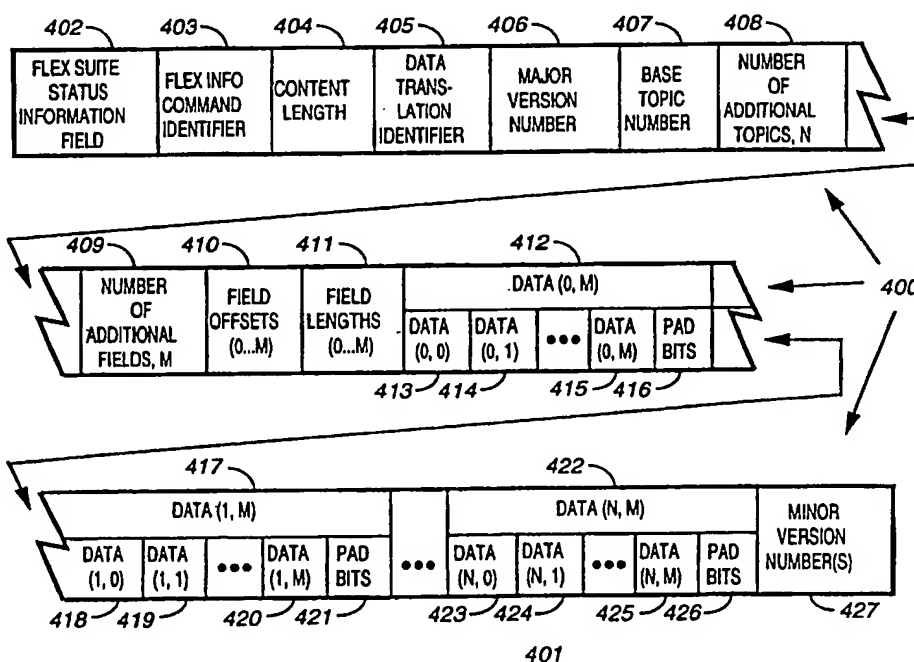 402 403 404 405 406 407 408
FLEX SUITE STATUS INFORMATION FIELD
FLEX INFO COMMAND IDENTIFIER
CONTENT LENGTH
DATA TRANS- LATION IDENTIFIER
MAJOR VERSION NUMBER
BASE TOPIC NUMBER
NUMBER OF ADDITIONAL TOPICS, N
409 410 411 412
400
NUMBER OF ADDITIONAL FIELDS, M
FIELD OFFSETS (0...M)
FIELD LENGTHS (0...M)
DATA (0, M)
DATA (0, 0)
DATA (0, 1)
•••
DATA (0, M)
PAD BITS
413 414 415 416
417 422
DATA (1, M)
DATA (1, 0)
DATA (1, 1)
•••
DATA (1, M)
PAD BITS
•••
DATA (N, M)
DATA (N, 0)
DATA (N, 1)
•••
DATA (N, M)
PAD BITS
MINOR VERSION NUMBER(S)
418 419 420 421 423 424 425 426 427
401